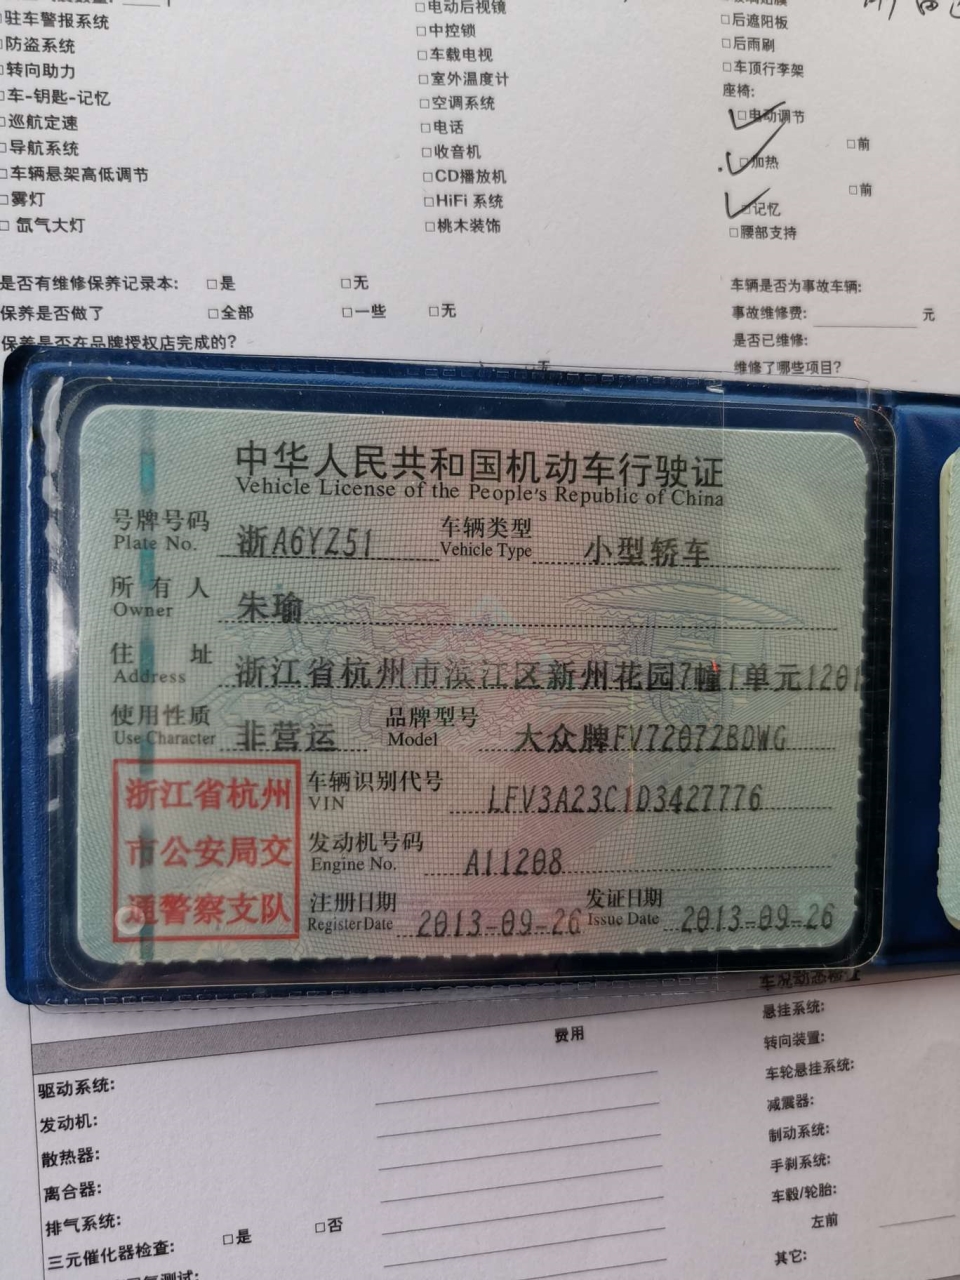 □驻车警报系统
□防盗系统
□转向助力
□车-钥匙-记忆
□巡航定速
□导航系统
□车辆悬架高低调节
□雾灯
□氙气大灯
□电动后视镜
□中控锁
□车载电视
□室外温度计
□空调系统
□电话
□收音机
□CD播放机
□HiFi 系统
□桃木装饰
□后遮阳板
□后雨刷
□车顶行李架
座椅:
□电动调节
□前
□加热
□前
□记忆
□腰部支持
是否有维修保养记录本: □是 □无
保养是否做了 □全部 □一些 □无
保养是否在品牌授权店完成的?
车辆是否为事故车辆:
事故维修费: 元
是否已维修:
维修了哪些项目?
中华人民共和国机动车行驶证
Vehicle License of the People's Republic of China
号牌号码 浙A6YZ51 车辆类型 小型轿车
Plate No. Vehicle Type
所有人 朱瑜
Owner
住址 浙江省杭州市滨江区新州花园7幢1单元1201
Address
使用性质 非营运 品牌型号 大众牌FV72072BDWG
Use Character Model
浙江省杭州
市公安局交
通警察支队
车辆识别代号 LFV3A23C1D3427776
VIN
发动机号码 A11208
Engine No.
注册日期 2013-09-26 发证日期 2013-09-26
Register Date Issue Date
费用
驱动系统:
发动机:
散热器:
离合器:
排气系统:
三元催化器检查: □是 □否
悬挂系统:
转向装置:
车轮悬挂系统:
减震器:
制动系统:
手刹系统:
车毂/轮胎:
左前
其它: